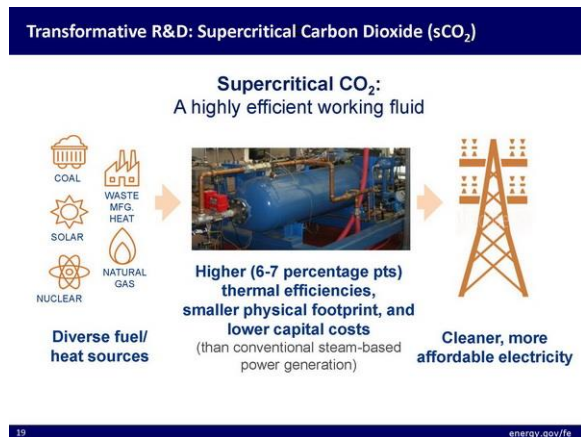 Transformative R&D: Supercritical Carbon Dioxide (sCO₂)
Supercritical CO₂:
A highly efficient working fluid
COAL
WASTE
MFG.
HEAT
SOLAR
NATURAL
GAS
NUCLEAR
Diverse fuel/
heat sources
Higher (6-7 percentage pts)
thermal efficiencies,
smaller physical footprint, and
lower capital costs
(than conventional steam-based
power generation)
Cleaner, more
affordable electricity
19
energy.gov/fe